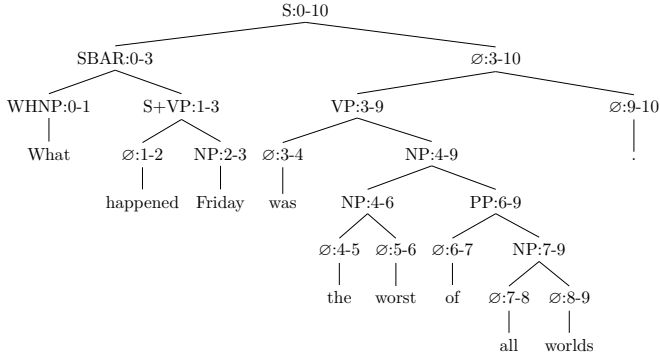 S:0-10
SBAR:0-3 ∅:3-10
WHNP:0-1 S+VP:1-3 VP:3-9 ∅:9-10
What ∅:1-2 NP:2-3 ∅:3-4 NP:4-9 .
happened Friday was NP:4-6 PP:6-9
∅:4-5 ∅:5-6 ∅:6-7 NP:7-9
the worst of ∅:7-8 ∅:8-9
all worlds